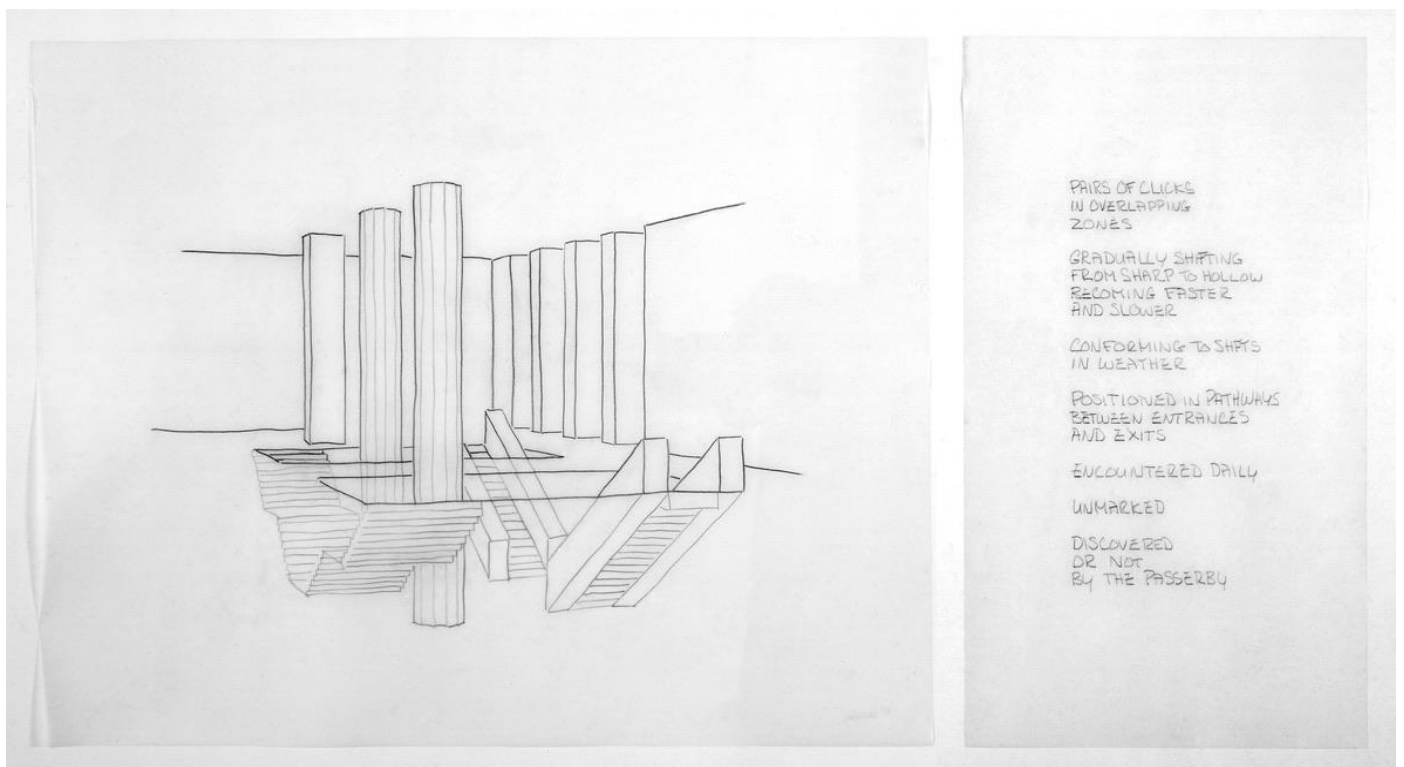 PAIRS OF CLICKS
IN OVERLAPPING
ZONES
GRADUALLY SHIFTING
FROM SHARP TO HOLLOW
BECOMING FASTER
AND SLOWER
CONFORMING TO SHIFTS
IN WEATHER
POSITIONED IN PATHWAYS
BETWEEN ENTRANCES
AND EXITS
ENCOUNTERED DAILY
UNMARKED
DISCOVERED
OR NOT
BY THE PASSERBY